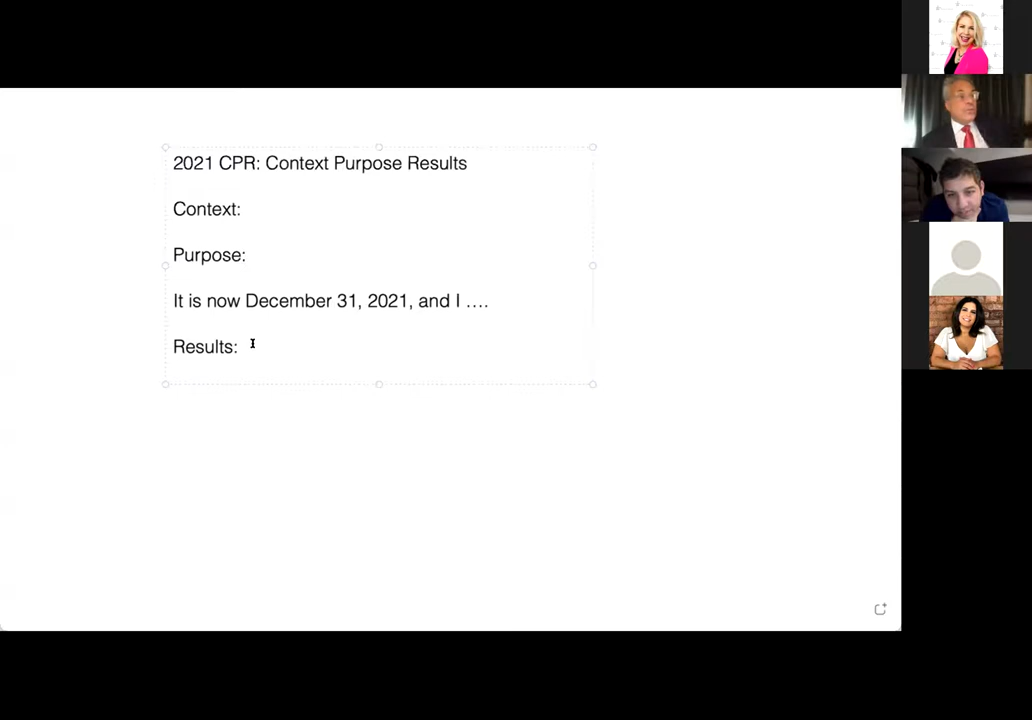 2021 CPR: Context Purpose Results
Context:
Purpose:
It is now December 31, 2021, and I ....
Results: